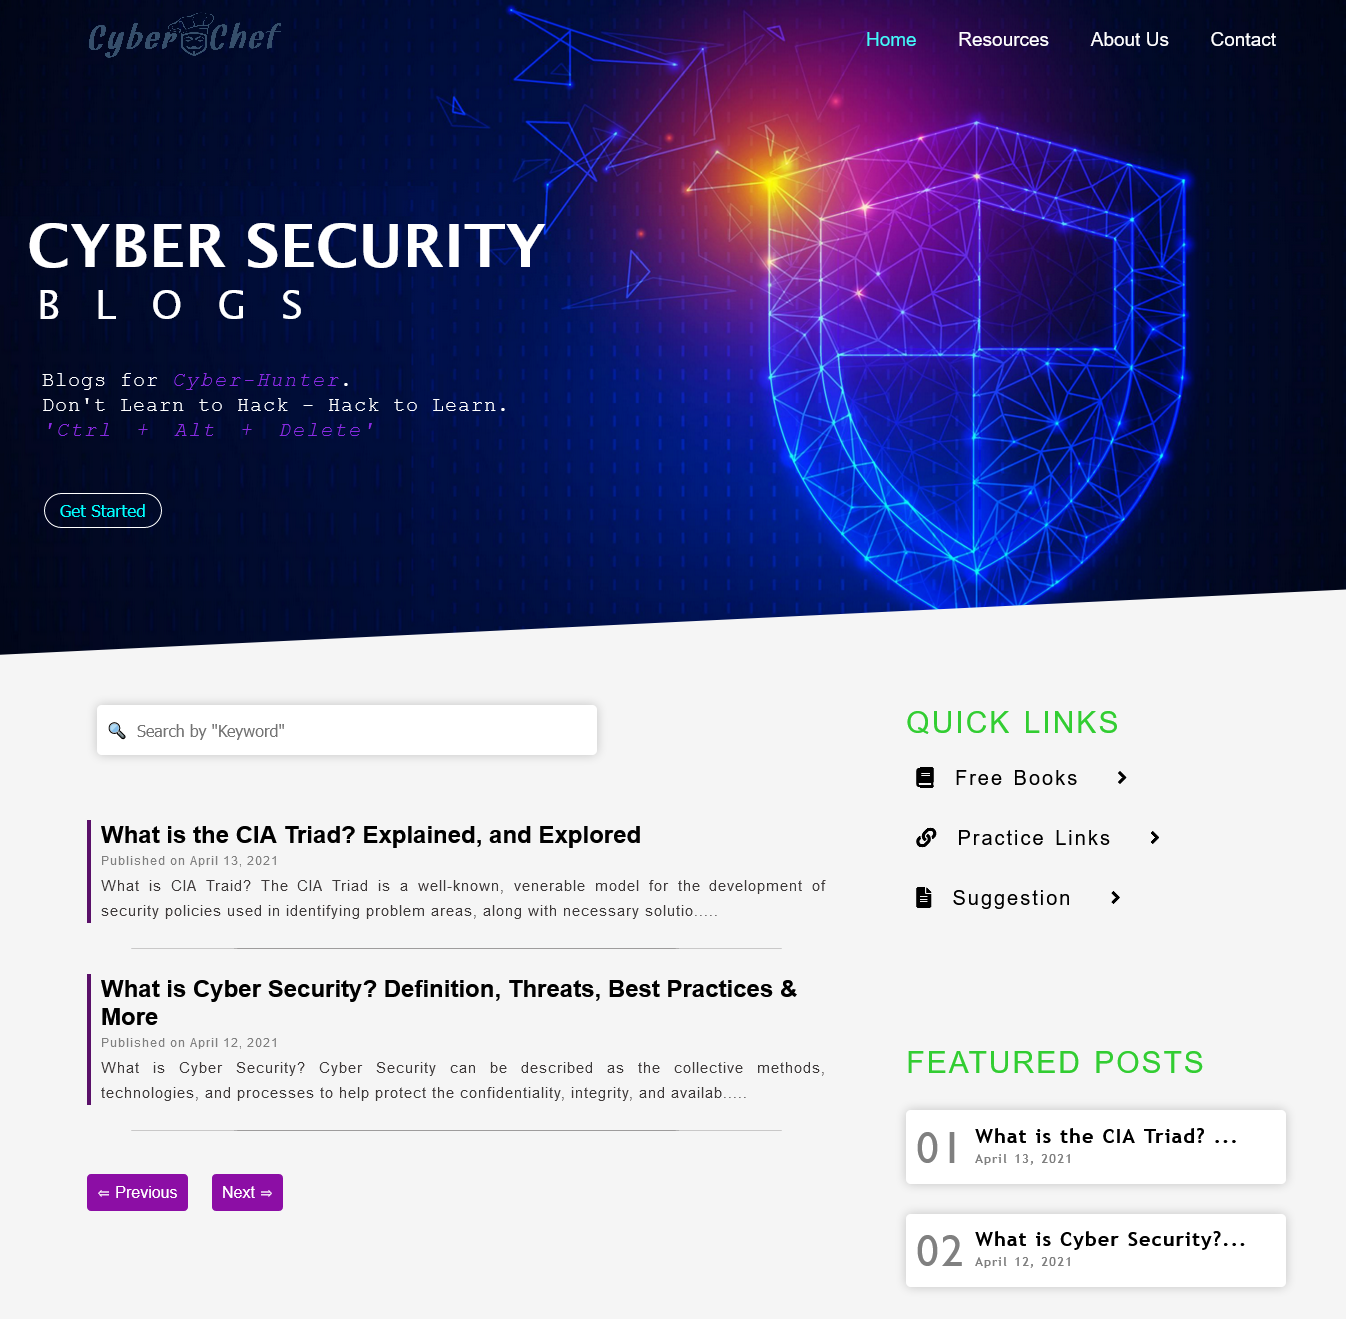 Cyber Chef
Home Resources About Us Contact
CYBER SECURITY
BLOGS
Blogs for Cyber-Hunter.
Don't Learn to Hack - Hack to Learn.
'Ctrl + Alt + Delete'
Get Started
Search by "Keyword"
What is the CIA Triad? Explained, and Explored
Published on April 13, 2021
What is CIA Traid? The CIA Triad is a well-known, venerable model for the development of
security policies used in identifying problem areas, along with necessary solutio.....
What is Cyber Security? Definition, Threats, Best Practices &
More
Published on April 12, 2021
What is Cyber Security? Cyber Security can be described as the collective methods,
technologies, and processes to help protect the confidentiality, integrity, and availab.....
⇐ Previous Next ⇒
QUICK LINKS
Free Books
Practice Links
Suggestion
FEATURED POSTS
01 What is the CIA Triad? ...
April 13, 2021
02 What is Cyber Security?...
April 12, 2021